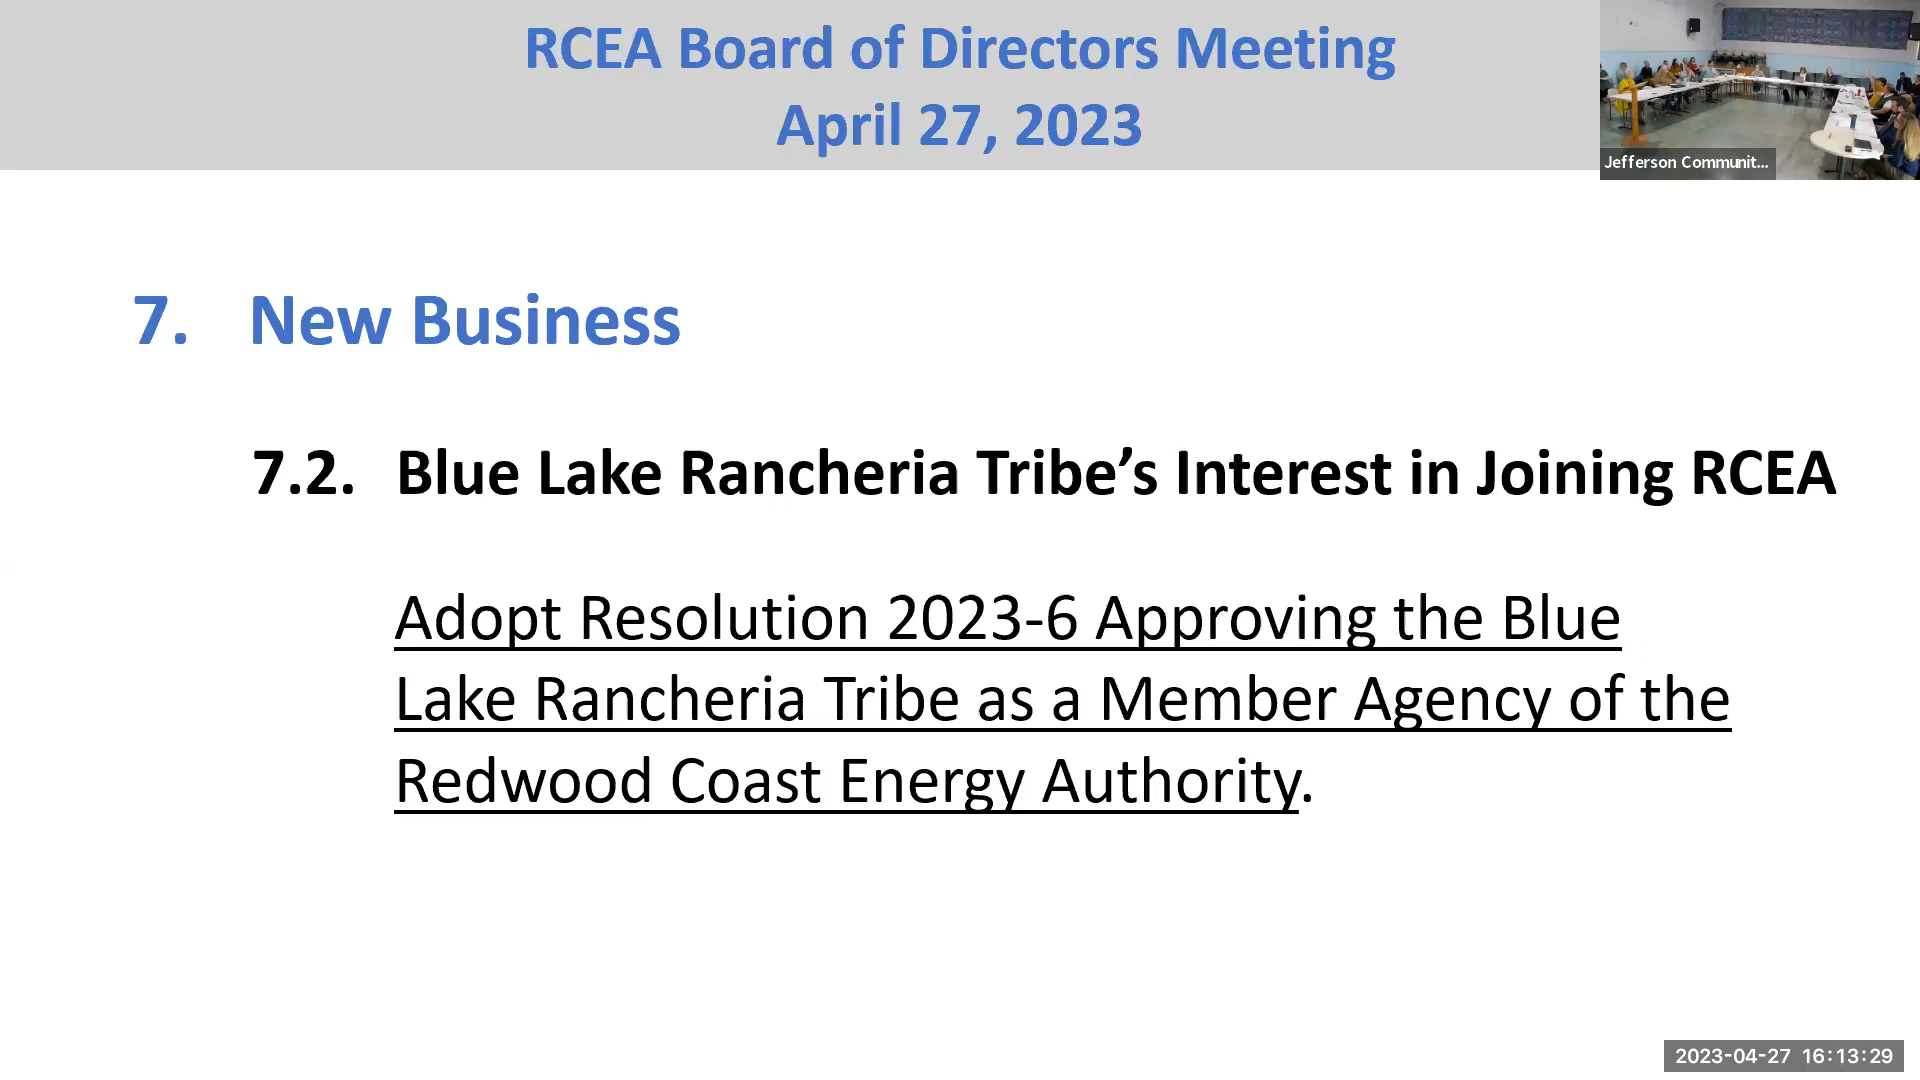 RCEA Board of Directors Meeting
April 27, 2023
Jefferson Communit...
7. New Business
7.2. Blue Lake Rancheria Tribe’s Interest in Joining RCEA
Adopt Resolution 2023-6 Approving the Blue
Lake Rancheria Tribe as a Member Agency of the
Redwood Coast Energy Authority.
2023-04-27 16:13:29